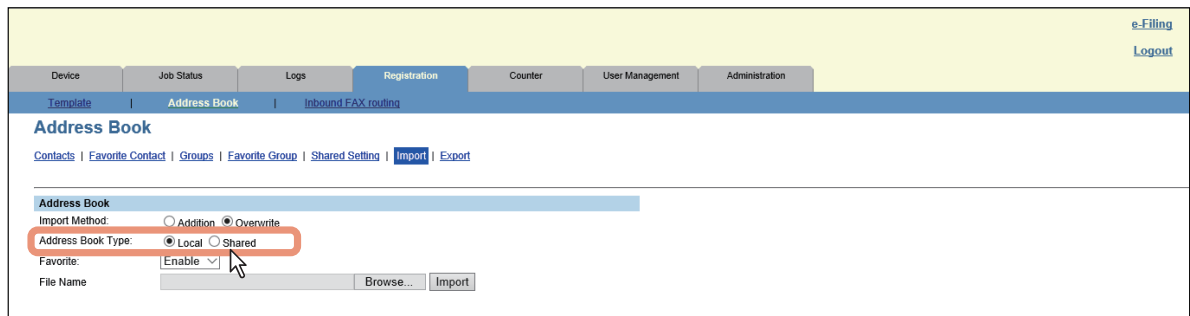 e-Filing
Logout
Device Job Status Logs Registration Counter User Management Administration
Template | Address Book | Inbound FAX routing
Address Book
Contacts | Favorite Contact | Groups | Favorite Group | Shared Setting | Import | Export
Address Book
Import Method: Addition Overwrite
Address Book Type: Local Shared
Favorite: Enable
File Name Browse... Import